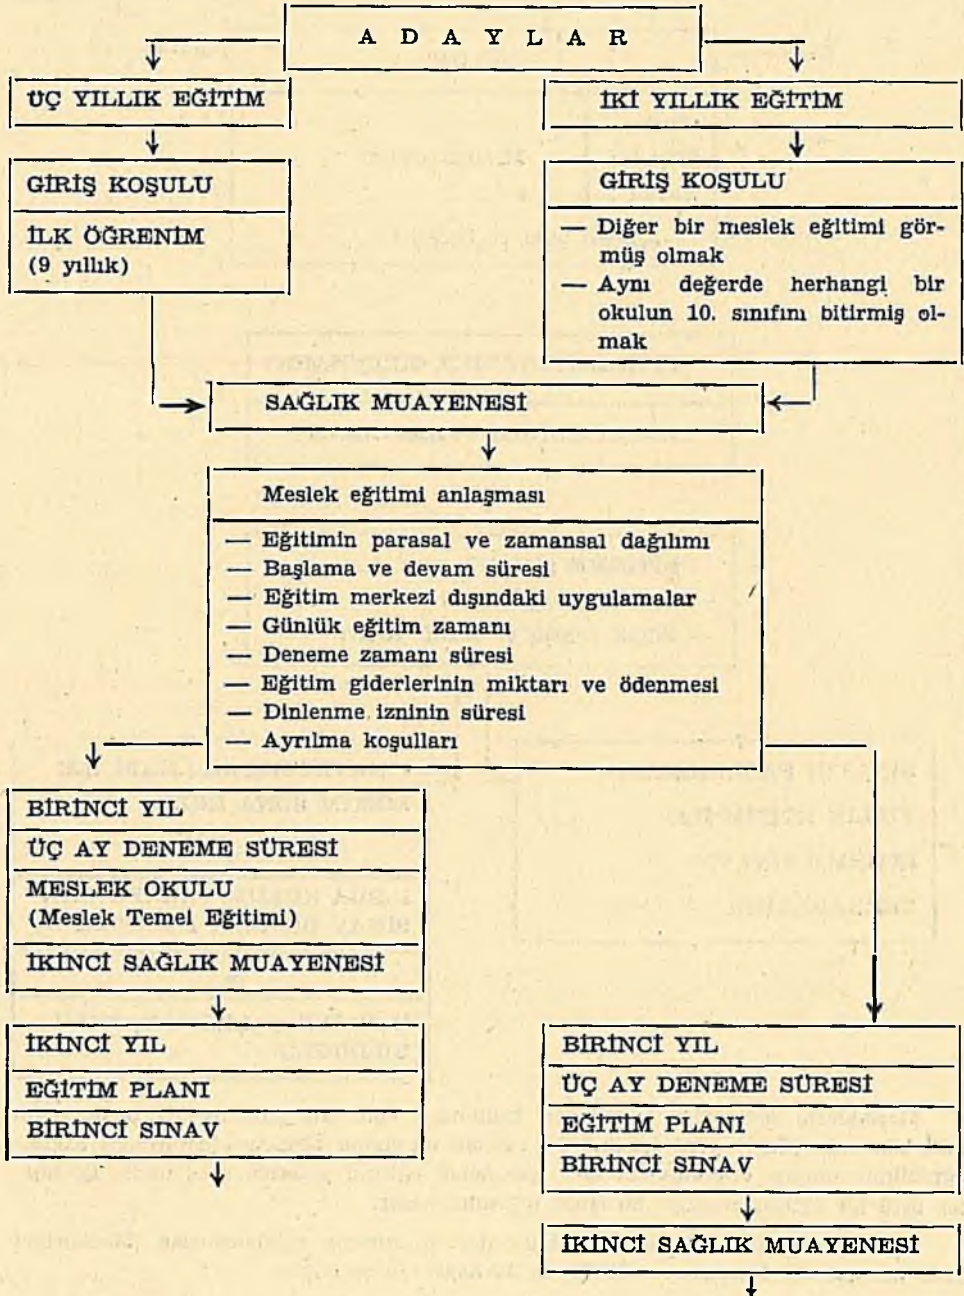 A D A Y L A R
ÜÇ YILLIK EĞİTİM
İKİ YILLIK EĞİTİM
GİRİŞ KOŞULU
İLK ÖĞRENİM
(9 yıllık)
GİRİŞ KOŞULU
— Diğer bir meslek eğitimi gör-
müş olmak
— Aynı değerde herhangi bir
okulun 10. sınıfını bitirmiş ol-
mak
SAĞLIK MUAYENESİ
Meslek eğitimi anlaşması
— Eğitimin parasal ve zamansal dağılımı
— Başlama ve devam süresi
— Eğitim merkezi dışındaki uygulamalar
— Günlük eğitim zamanı
— Deneme zamanı süresi
— Eğitim giderlerinin miktarı ve ödenmesi
— Dinlenme izninin süresi
— Ayrılma koşulları
BİRİNCİ YIL
ÜÇ AY DENEME SÜRESİ
MESLEK OKULU
(Meslek Temel Eğitimi)
İKİNCİ SAĞLIK MUAYENESİ
İKİNCİ YIL
EĞİTİM PLANI
BİRİNCİ SINAV
BİRİNCİ YIL
ÜÇ AY DENEME SÜRESİ
EĞİTİM PLANI
BİRİNCİ SINAV
İKİNCİ SAĞLIK MUAYENESİ